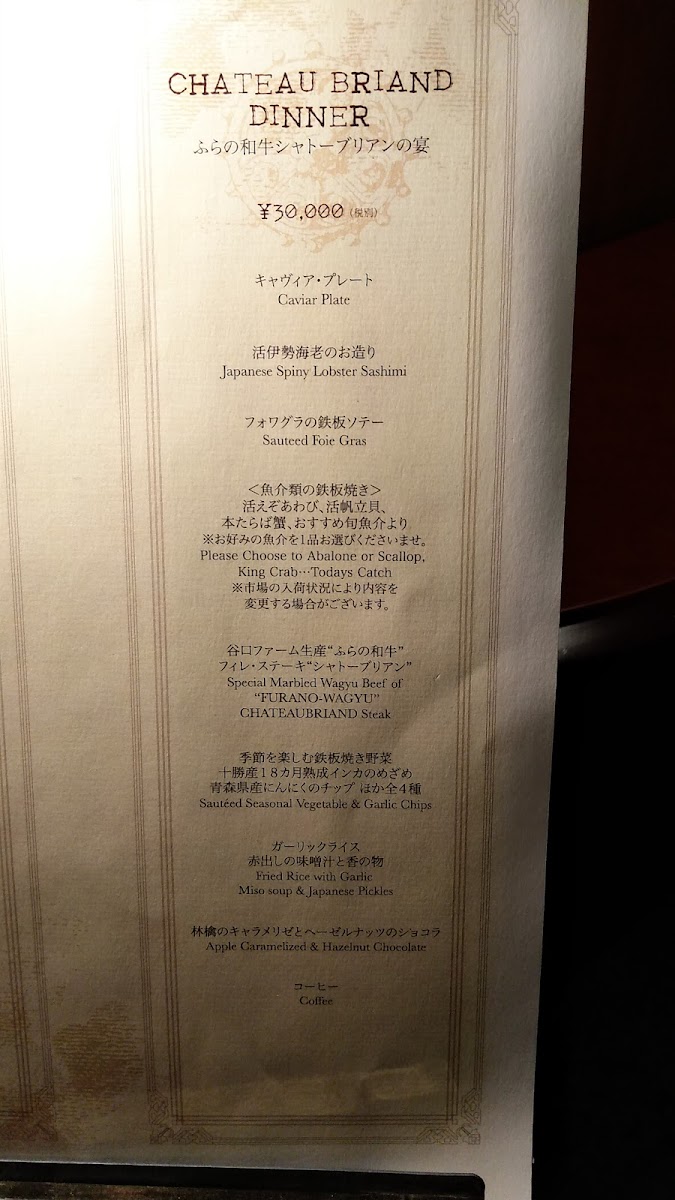 CHATEAU BRIAND
DINNER
ふらの和牛シャトーブリアンの宴
¥30,000 (税別)
キャヴィア・プレート
Caviar Plate
活伊勢海老のお造り
Japanese Spiny Lobster Sashimi
フォワグラの鉄板ソテー
Sauteed Foie Gras
＜魚介類の鉄板焼き＞
活えぞあわび、活帆立貝、
本たらば蟹、おすすめ旬魚介より
※お好みの魚介を1品お選びくださいませ。
Please Choose to Abalone or Scallop,
King Crab…Todays Catch
※市場の入荷状況により内容を
変更する場合がございます。
谷口ファーム生産“ふらの和牛”
フィレ・ステーキ“シャトーブリアン”
Special Marbled Wagyu Beef of
“FURANO-WAGYU”
CHATEAUBRIAND Steak
季節を楽しむ鉄板焼き野菜
十勝産１８カ月熟成インカのめざめ
青森県産にんにくのチップ ほか全４種
Sautéed Seasonal Vegetable & Garlic Chips
ガーリックライス
赤出しの味噌汁と香の物
Fried Rice with Garlic
Miso soup & Japanese Pickles
林檎のキャラメリゼとヘーゼルナッツのショコラ
Apple Caramelized & Hazelnut Chocolate
コーヒー
Coffee